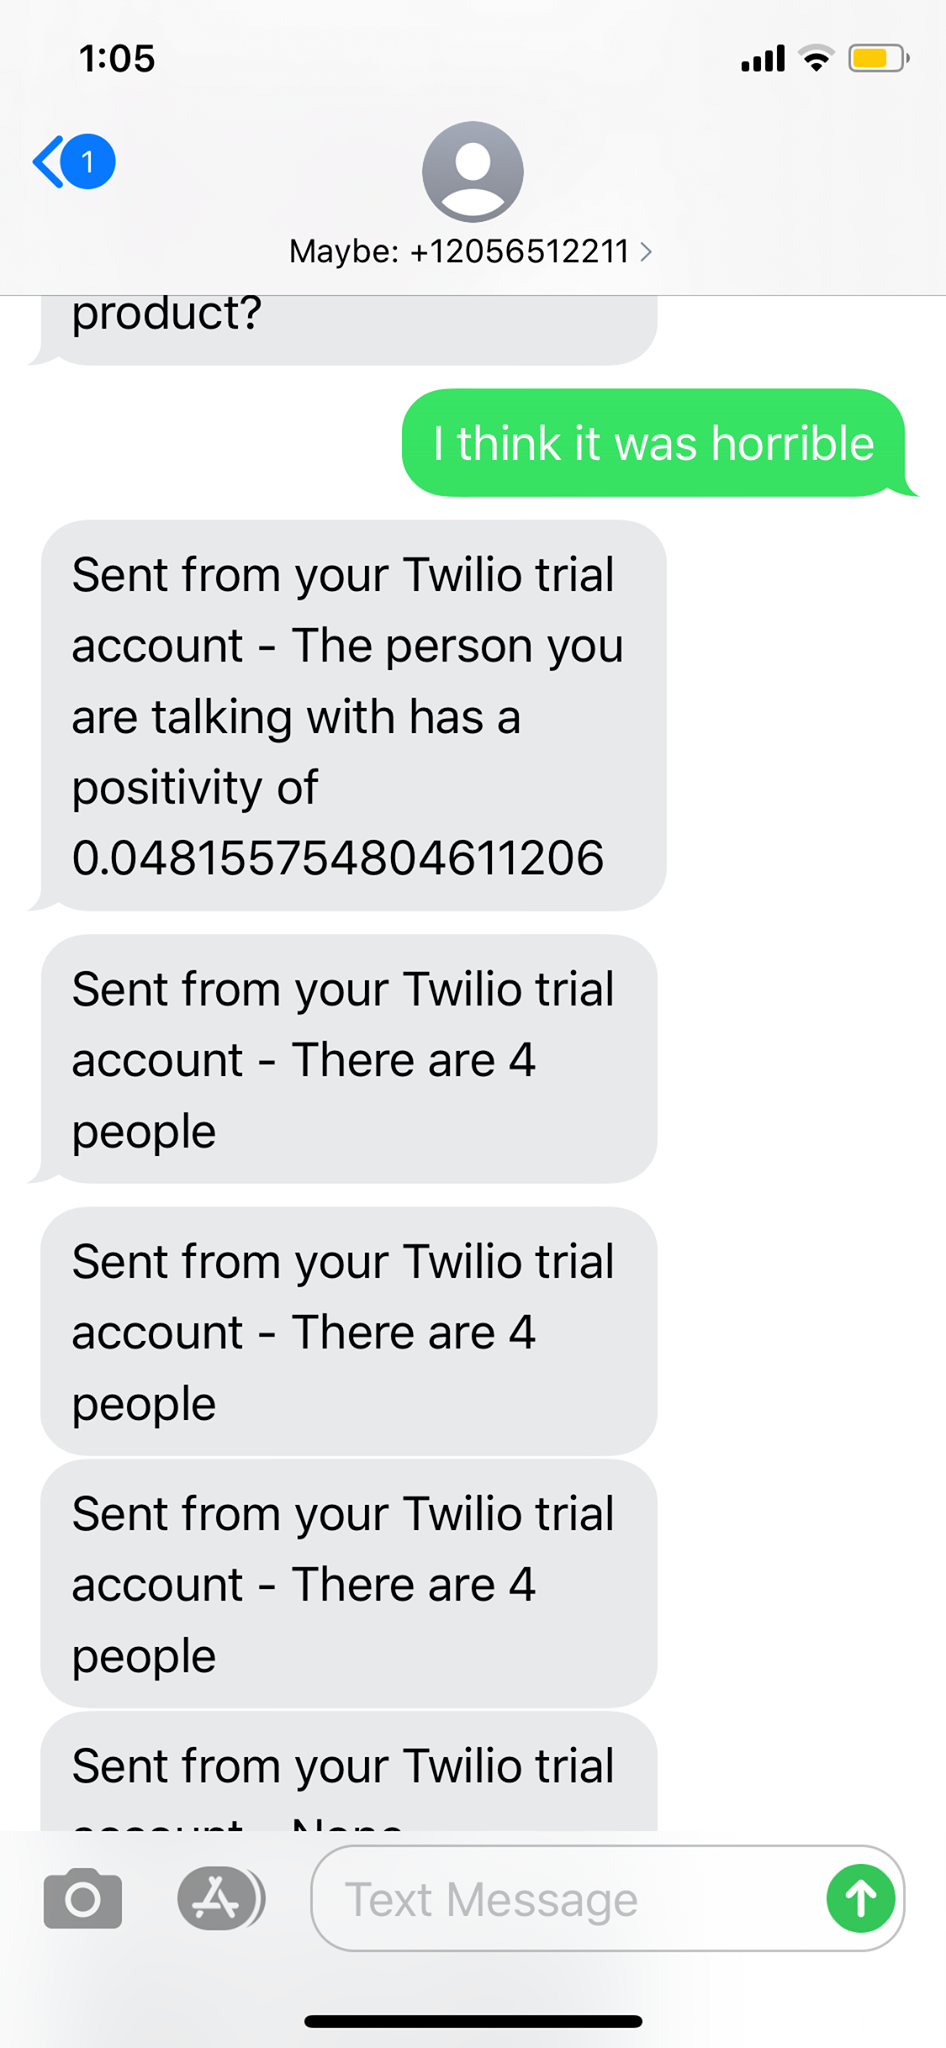 1:05
1
Maybe: +12056512211
product?
I think it was horrible
Sent from your Twilio trial
account - The person you
are talking with has a
positivity of
0.048155754804611206
Sent from your Twilio trial
account - There are 4
people
Sent from your Twilio trial
account - There are 4
people
Sent from your Twilio trial
account - There are 4
people
Sent from your Twilio trial
account - None
Text Message